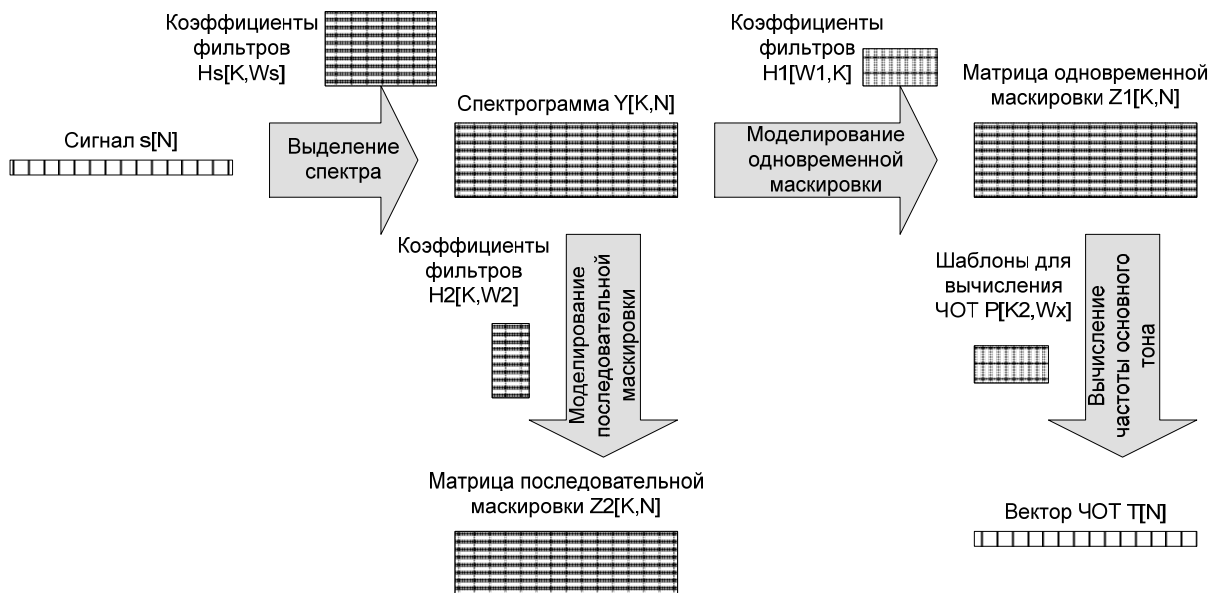 Коэффициенты
фильтров
Hs[K,Ws]
Сигнал s[N]
Выделение
спектра
Спектрограмма Y[K,N]
Коэффициенты
фильтров
H1[W1,K]
Моделирование
одновременной
маскировки
Матрица одновременной
маскировки Z1[K,N]
Коэффициенты
фильтров
H2[K,W2]
Моделирование
последовательной
маскировки
Матрица последовательной
маскировки Z2[K,N]
Шаблоны для
вычисления
ЧОТ P[K2,Wx]
Вычисление
частоты основного
тона
Вектор ЧОТ T[N]